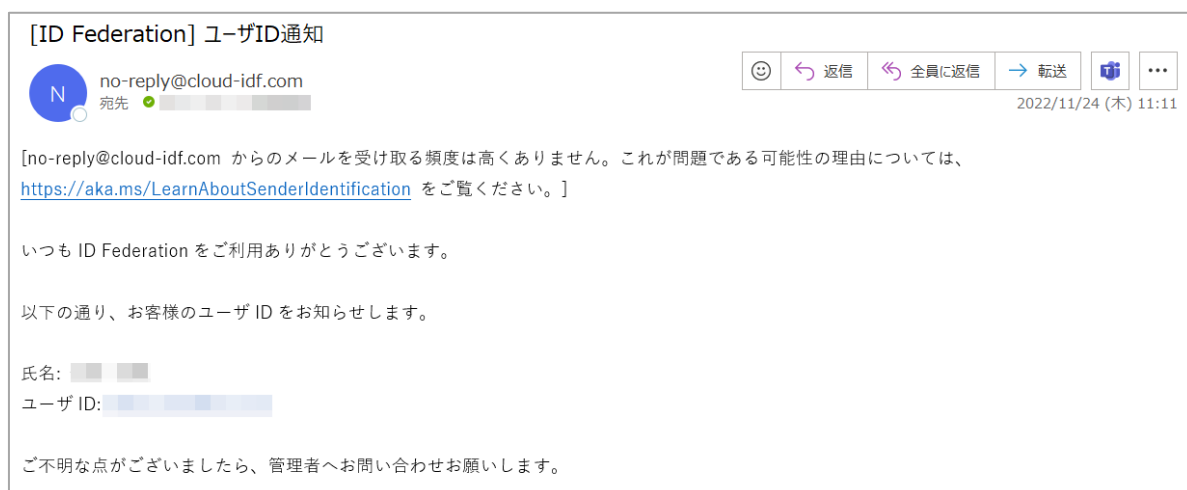 [ID Federation] ユーザID通知
N
no-reply@cloud-idf.com
宛先
返信
全員に返信
転送
2022/11/24 (木) 11:11
[no-reply@cloud-idf.com からのメールを受け取る頻度は高くありません。これが問題である可能性の理由については、
https://aka.ms/LearnAboutSenderIdentification をご覧ください。]
いつも ID Federation をご利用ありがとうございます。
以下の通り、お客様のユーザ ID をお知らせします。
氏名:
ユーザ ID:
ご不明な点がございましたら、管理者へお問い合わせお願いします。